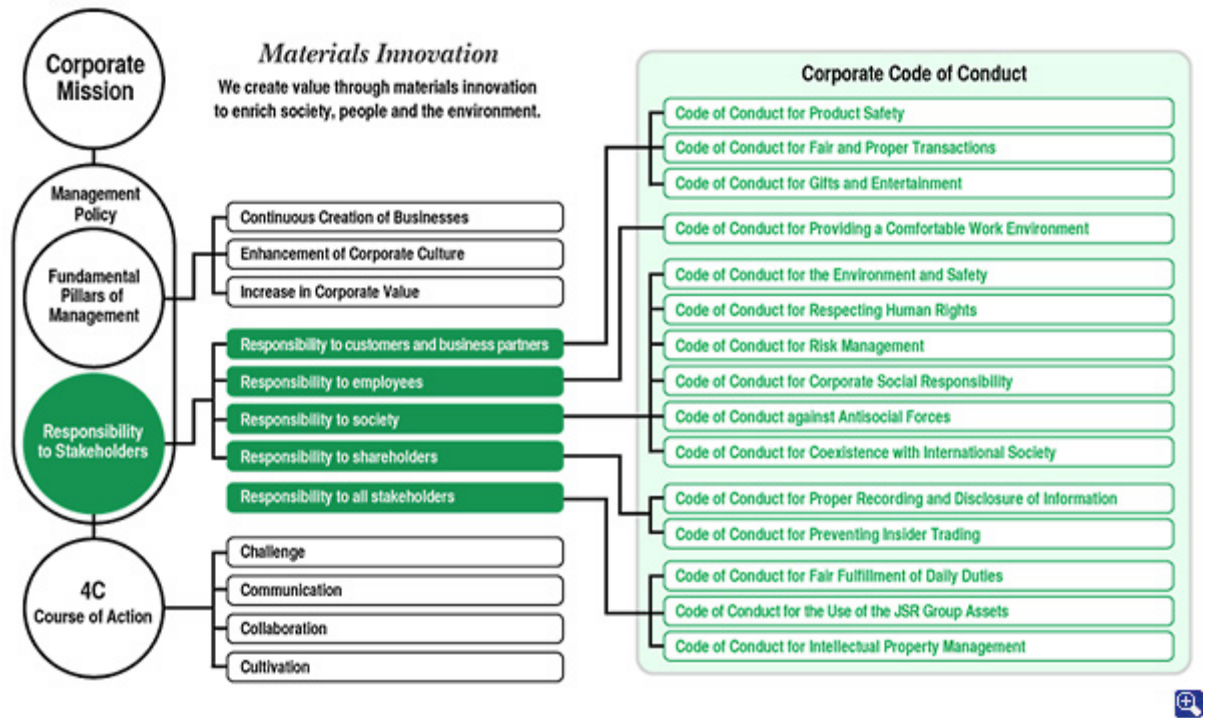 Corporate
Mission
Materials Innovation
We create value through materials innovation
to enrich society, people and the environment.
Management
Policy
Fundamental
Pillars of
Management
Continuous Creation of Businesses
Enhancement of Corporate Culture
Increase in Corporate Value
Responsibility
to Stakeholders
Responsibility to customers and business partners
Responsibility to employees
Responsibility to society
Responsibility to shareholders
Responsibility to all stakeholders
4C
Course of Action
Challenge
Communication
Collaboration
Cultivation
Corporate Code of Conduct
Code of Conduct for Product Safety
Code of Conduct for Fair and Proper Transactions
Code of Conduct for Gifts and Entertainment
Code of Conduct for Providing a Comfortable Work Environment
Code of Conduct for the Environment and Safety
Code of Conduct for Respecting Human Rights
Code of Conduct for Risk Management
Code of Conduct for Corporate Social Responsibility
Code of Conduct against Antisocial Forces
Code of Conduct for Coexistence with International Society
Code of Conduct for Proper Recording and Disclosure of Information
Code of Conduct for Preventing Insider Trading
Code of Conduct for Fair Fulfillment of Daily Duties
Code of Conduct for the Use of the JSR Group Assets
Code of Conduct for Intellectual Property Management